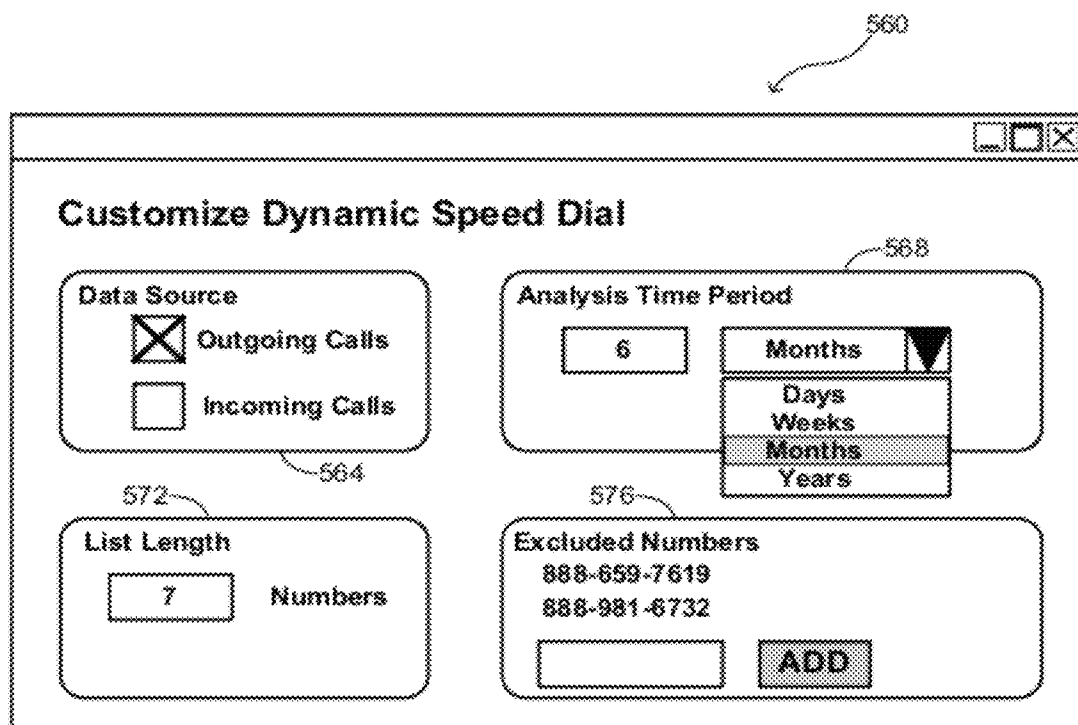 560
Customize Dynamic Speed Dial
568
Data Source
Outgoing Calls
Incoming Calls
564
Analysis Time Period
6 Months
Days
Weeks
Months
Years
572
List Length
7 Numbers
576
Excluded Numbers
888-659-7619
888-981-6732
ADD